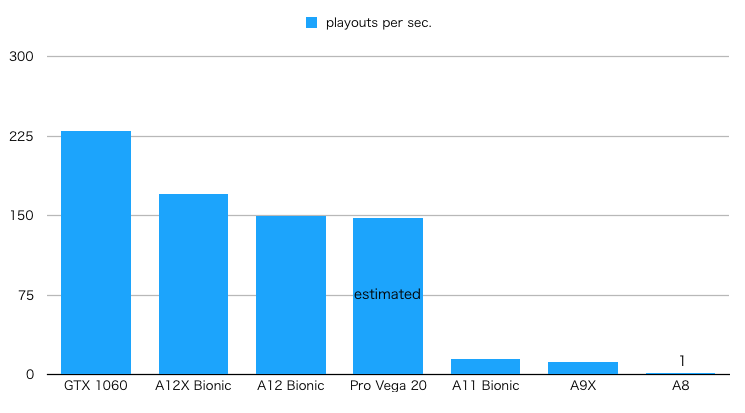 playouts per sec.
300
225
150
75
0
estimated
1
GTX 1060
A12X Bionic
A12 Bionic
Pro Vega 20
A11 Bionic
A9X
A8